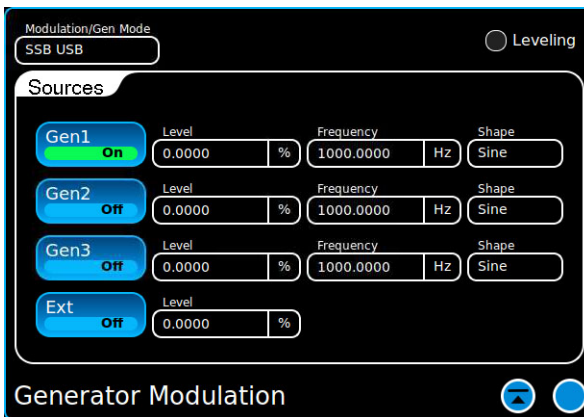 Modulation/Gen Mode
SSB USB
Leveling
Sources
Gen1 On Level 0.0000 % Frequency 1000.0000 Hz Shape Sine
Gen2 Off Level 0.0000 % Frequency 1000.0000 Hz Shape Sine
Gen3 Off Level 0.0000 % Frequency 1000.0000 Hz Shape Sine
Ext Off Level 0.0000 %
Generator Modulation